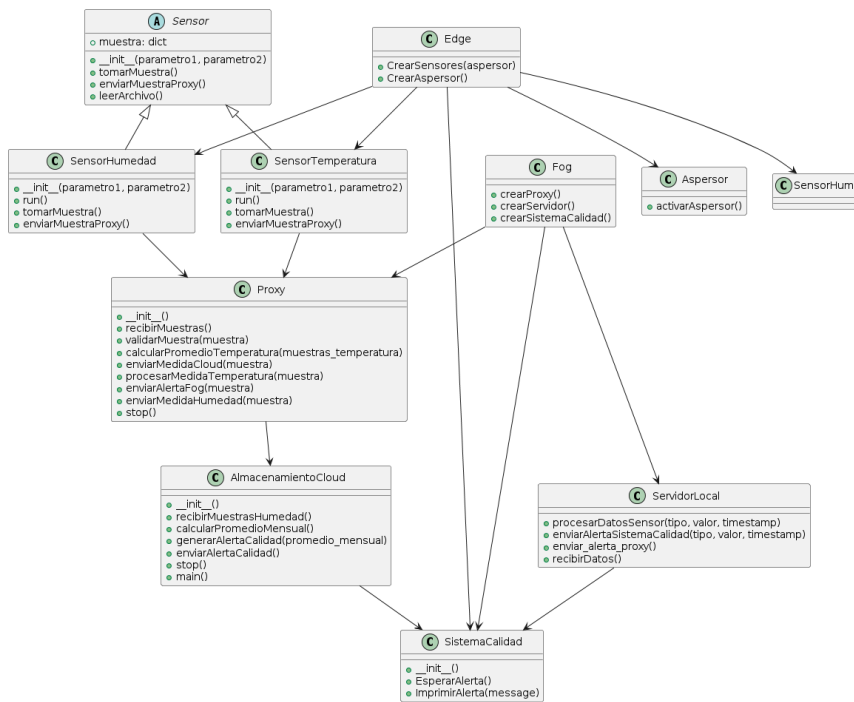 A Sensor
muestra: dict
__init__(parametro1, parametro2)
tomarMuestra()
enviarMuestraProxy()
leerArchivo()
C Edge
CrearSensores(aspersor)
CrearAspersor()
C SensorHumedad
__init__(parametro1, parametro2)
run()
tomarMuestra()
enviarMuestraProxy()
C SensorTemperatura
__init__(parametro1, parametro2)
run()
tomarMuestra()
enviarMuestraProxy()
C Fog
crearProxy()
crearServidor()
crearSistemaCalidad()
C Aspersor
activarAspersor()
C SensorHum
C Proxy
__init__()
recibirMuestras()
validarMuestra(muestra)
calcularPromedioTemperatura(muestras_temperatura)
enviarMedidaCloud(muestra)
procesarMedidaTemperatura(muestra)
enviarAlertaFog(muestra)
enviarMedidaHumedad(muestra)
stop()
C AlmacenamientoCloud
__init__()
recibirMuestrasHumedad()
calcularPromedioMensual()
generarAlertaCalidad(promedio_mensual)
enviarAlertaCalidad()
stop()
main()
C ServidorLocal
procesarDatosSensor(tipo, valor, timestamp)
enviarAlertaSistemaCalidad(tipo, valor, timestamp)
enviar_alerta_proxy()
recibirDatos()
C SistemaCalidad
__init__()
EsperarAlerta()
ImprimirAlerta(message)